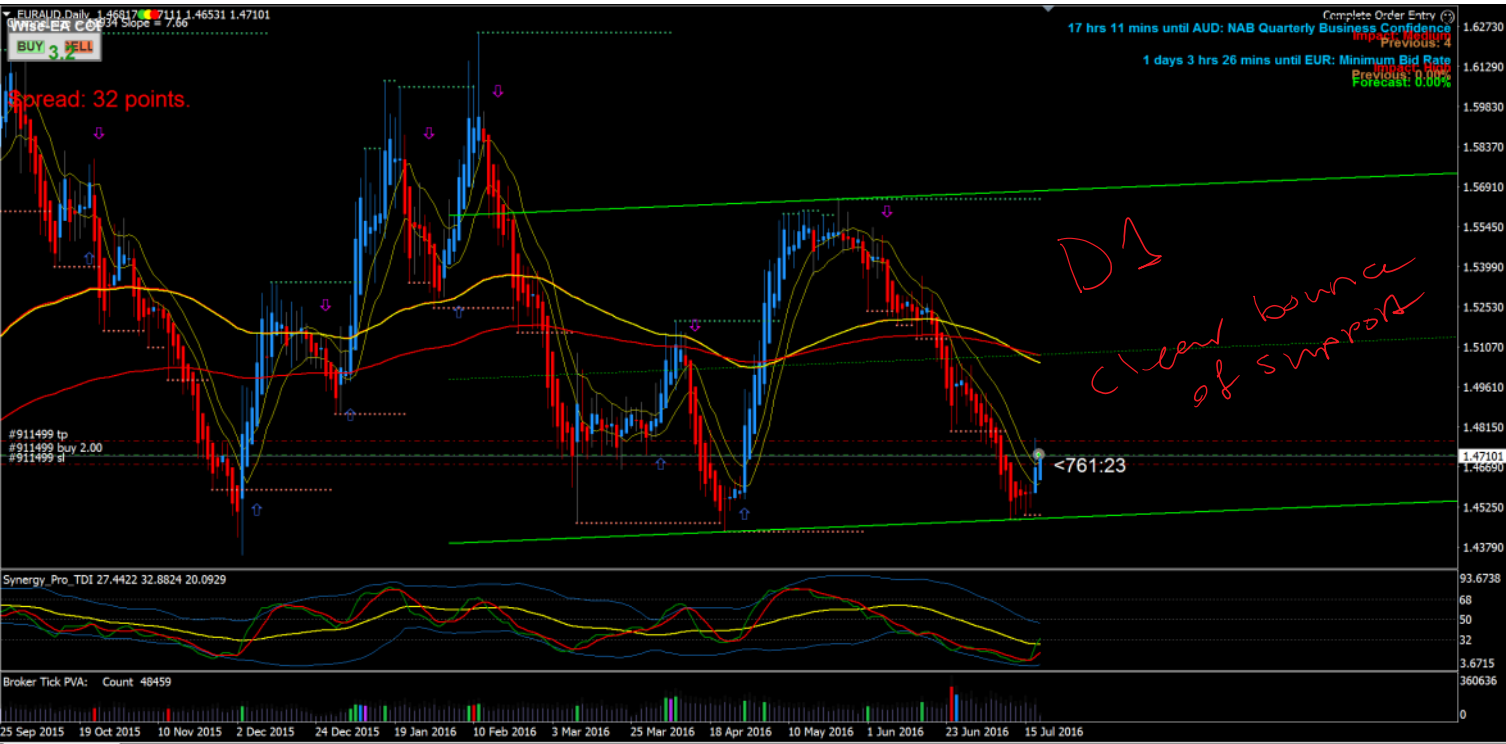 EURAUD,Daily 1.46817 1.47111 1.46531 1.47101
Slope = 7.66
Wise-EA COt
BUY SELL
3.2
Spread: 32 points.
Complete Order Entry
17 hrs 11 mins until AUD: NAB Quarterly Business Confidence
Impact: Medium
Previous: 4
1 days 3 hrs 26 mins until EUR: Minimum Bid Rate
Impact: High
Previous: 0.00%
Forecast: 0.00%
D1
clear bounce
of support
#911499 tp
#911499 buy 2.00
#911499 sl
<761:23
1.62730
1.61290
1.59830
1.58370
1.56910
1.55450
1.53990
1.52530
1.51070
1.49610
1.48150
1.47101
1.46690
1.45250
1.43790
Synergy_Pro_TDI 27.4422 32.8824 20.0929
93.6738
68
50
32
3.6715
Broker Tick PVA: Count 48459
360636
0
25 Sep 2015 19 Oct 2015 10 Nov 2015 2 Dec 2015 24 Dec 2015 19 Jan 2016 10 Feb 2016 3 Mar 2016 25 Mar 2016 18 Apr 2016 10 May 2016 1 Jun 2016 23 Jun 2016 15 Jul 2016